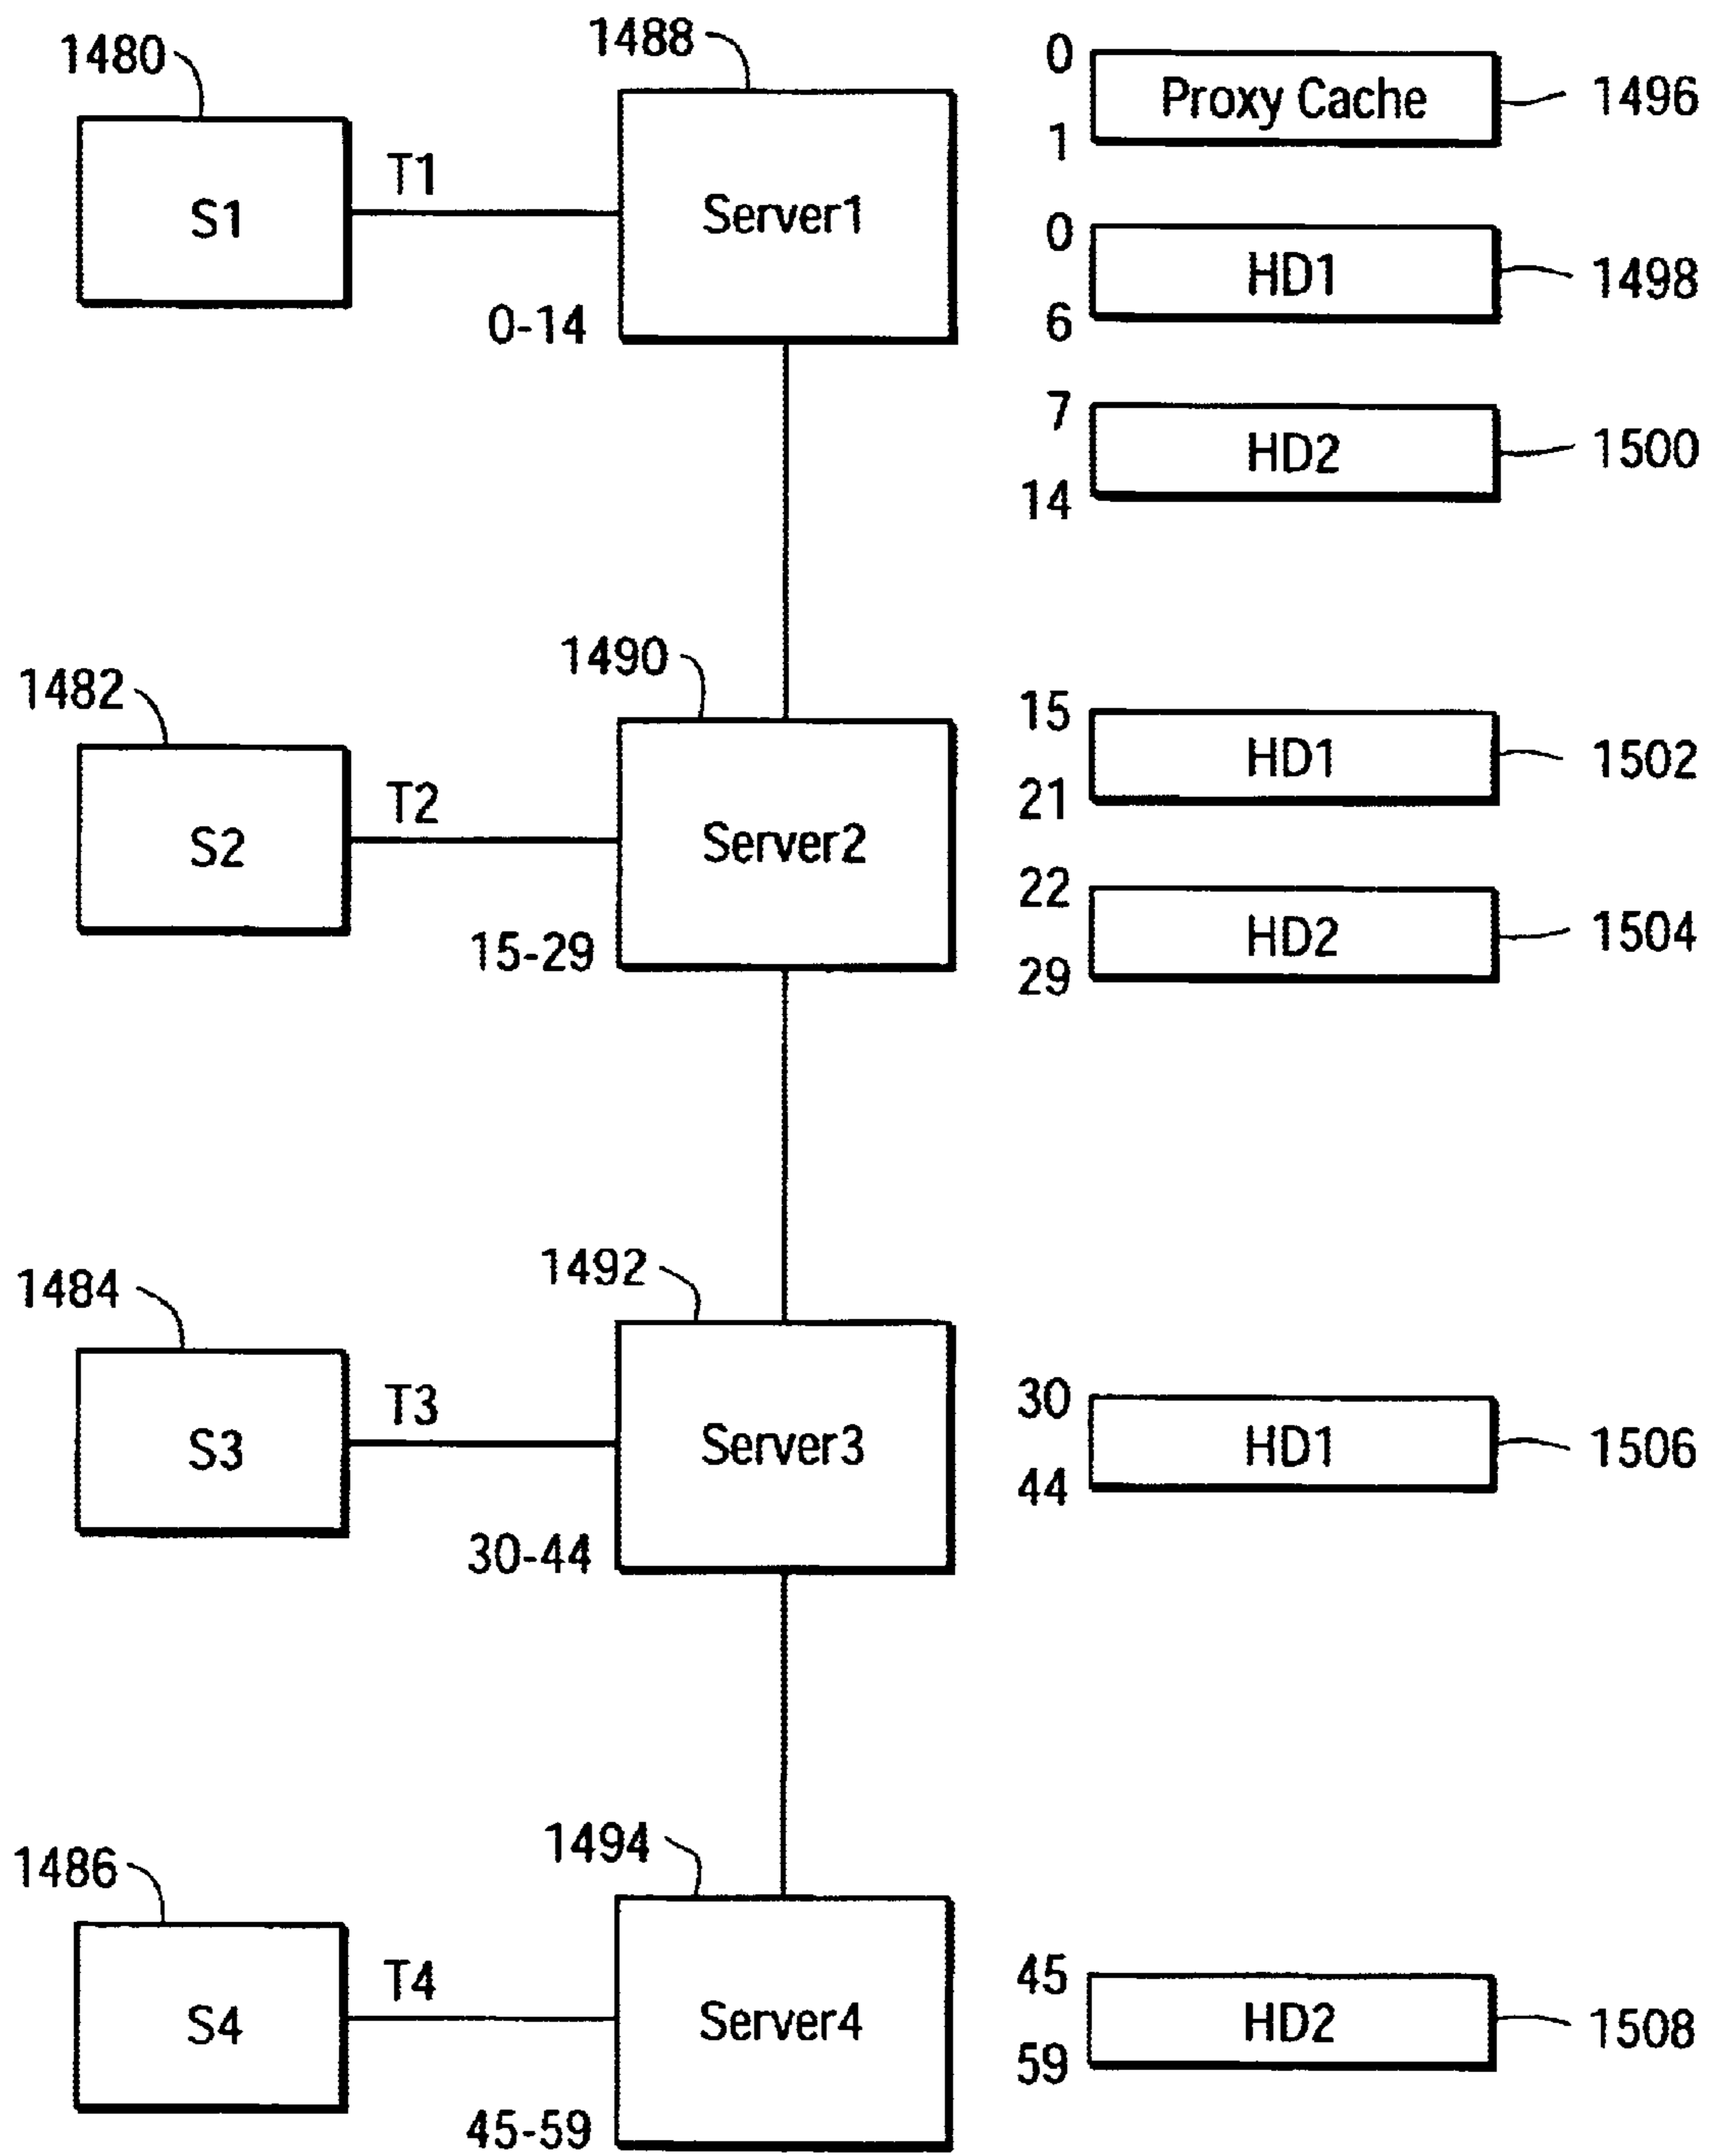 1480
1488
0
Proxy Cache
1496
1
S1
T1
Server1
0
HD1
1498
6
0-14
7
HD2
1500
14
1482
1490
15
HD1
1502
21
S2
T2
Server2
22
HD2
1504
29
15-29
1484
1492
30
HD1
1506
44
S3
T3
Server3
30-44
1486
1494
45
HD2
1508
59
S4
T4
Server4
45-59